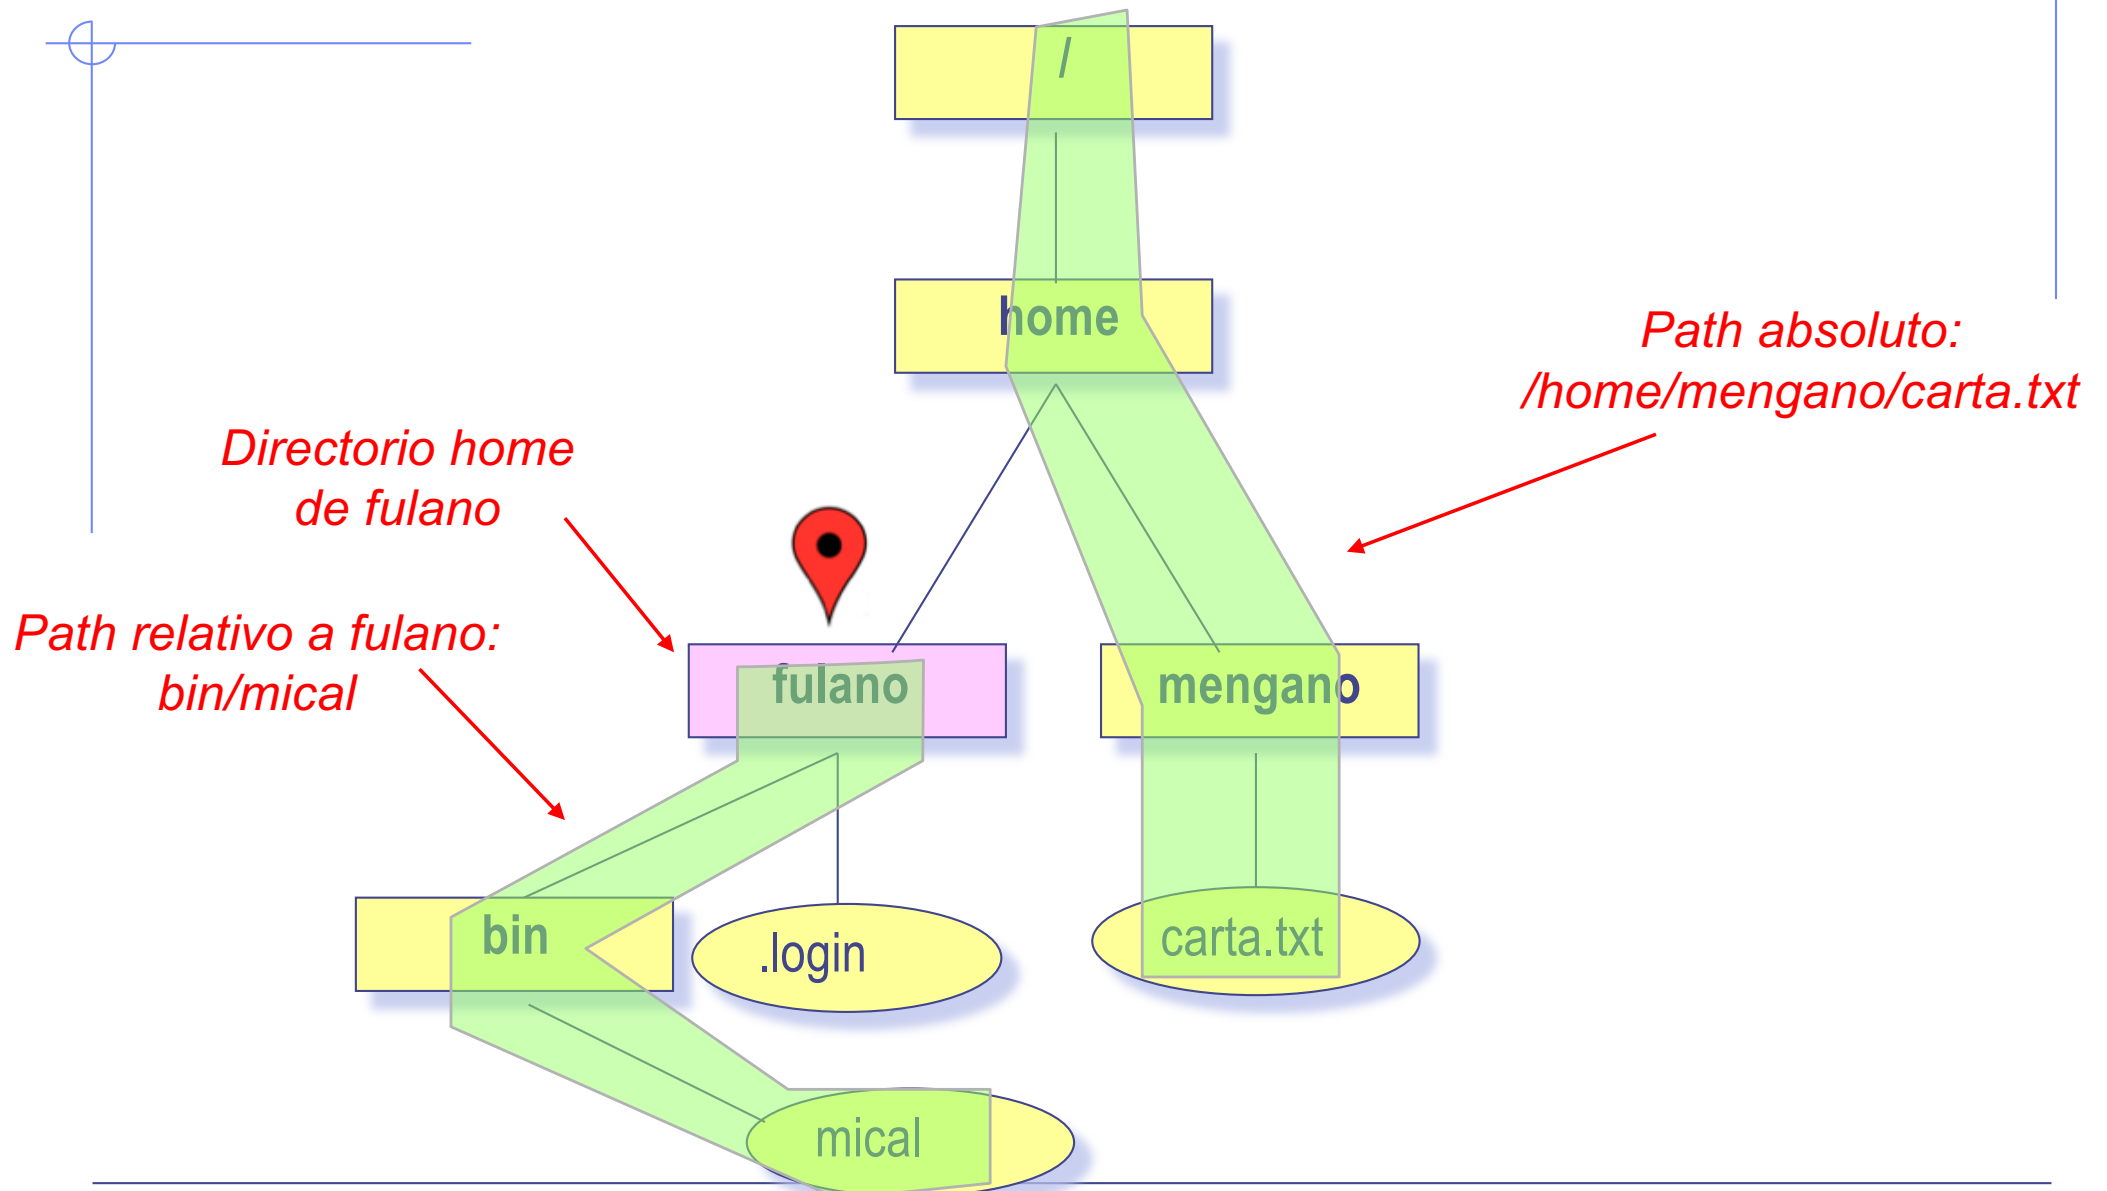 /
home
Path absoluto:
/home/mengano/carta.txt
Directorio home
de fulano
Path relativo a fulano:
bin/mical
fulano
mengano
bin
.login
carta.txt
mical